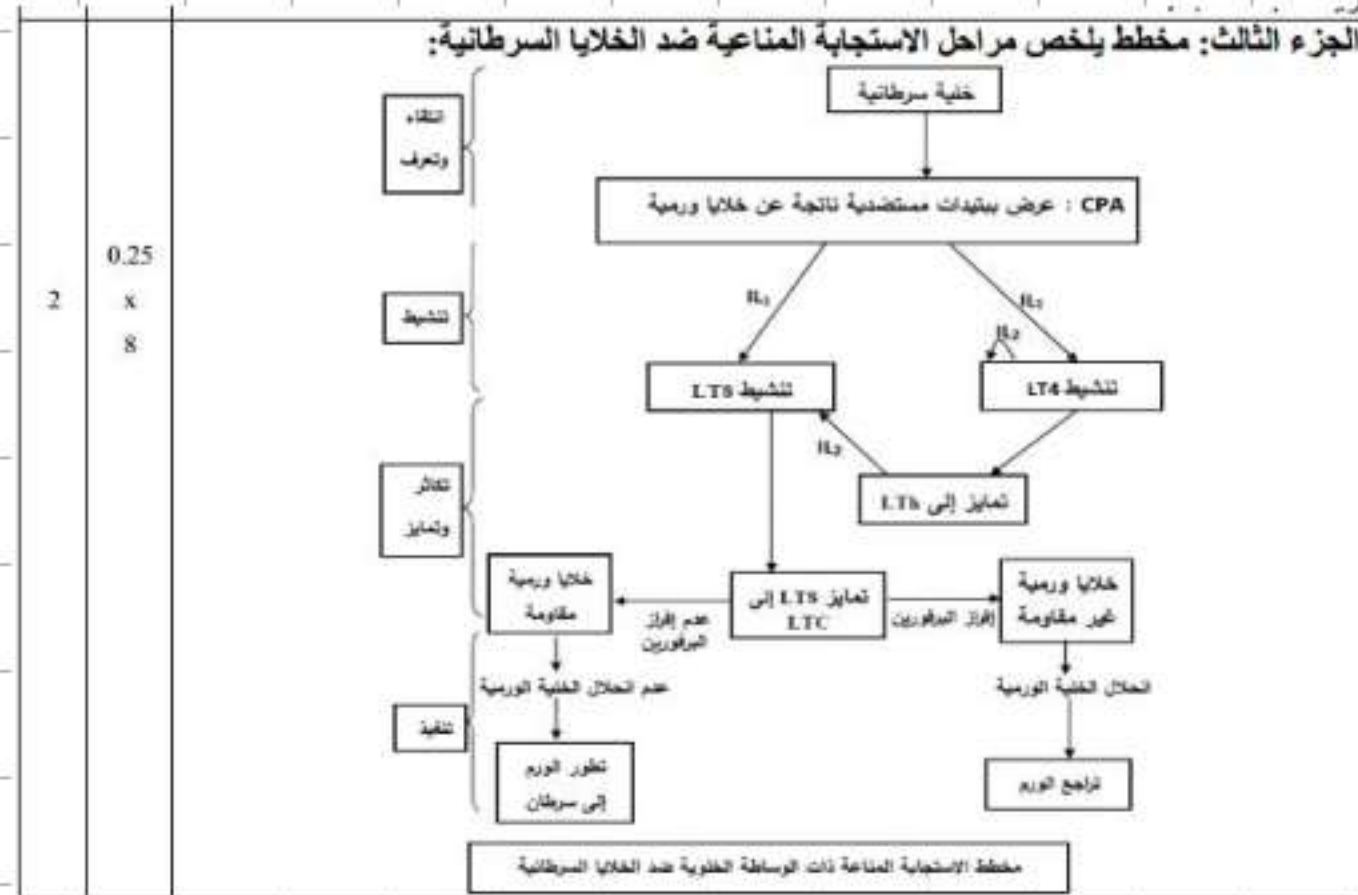 الجزء الثالث: مخطط يلخص مراحل الاستجابة المناعية ضد الخلايا السرطانية:
خلية سرطانية
انتقاء
وتعرف
CPA : عرض ببتيدات مستضدية ناتجة عن خلايا ورمية
0.25
x
8
2
IL₁
IL₁
IL₂
تنشيط
تنشيط LT4
تنشيط LT8
IL₂
تمايز إلى LTh
تكاثر
وتمايز
خلايا ورمية
غير مقاومة
إفراز البرفورين
تمايز LT8 إلى
LTC
عدم إفراز
البرفورين
خلايا ورمية
مقاومة
انحلال الخلية الورمية
عدم انحلال الخلية الورمية
تنفيذ
تراجع الورم
تطور الورم
إلى سرطان
مخطط الاستجابة المناعة ذات الوساطة الخلوية ضد الخلايا السرطانية